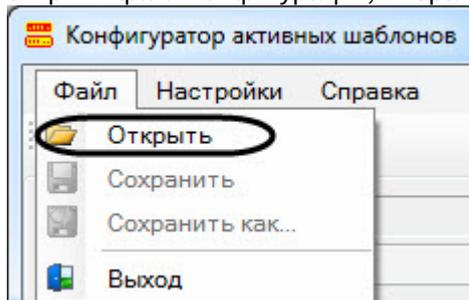 Конфигуратор активных шаблонов
Файл Настройки Справка
Открыть
Сохранить
Сохранить как...
Выход